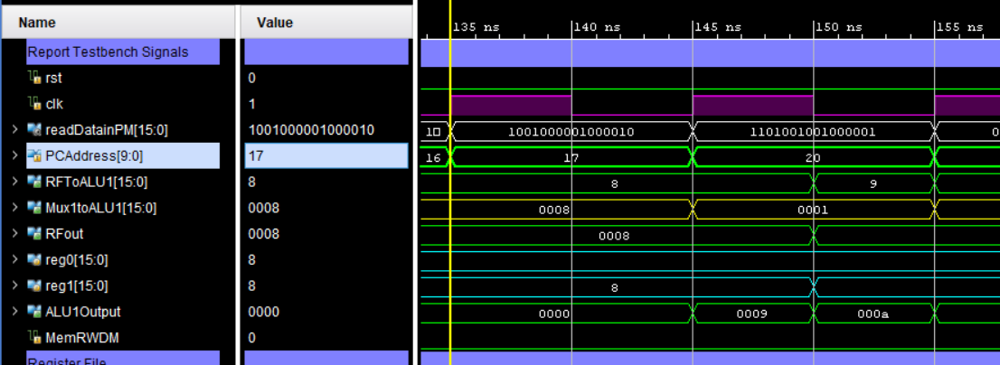 Name Value 135 ns 140 ns 145 ns 150 ns 155 ns
Report Testbench Signals
rst 0
clk 1
readDatainPM[15:0] 1001000001000010 1001000001000010 1101001001000001 0
PCAddress[9:0] 17 16 17 20
RFToALU1[15:0] 8 8 9
Mux1toALU1[15:0] 0008 0008 0001
RFout 0008 0008
reg0[15:0] 8
reg1[15:0] 8 8
ALU1Output 0000 0000 0009 000a
MemRWDM 0
Register File